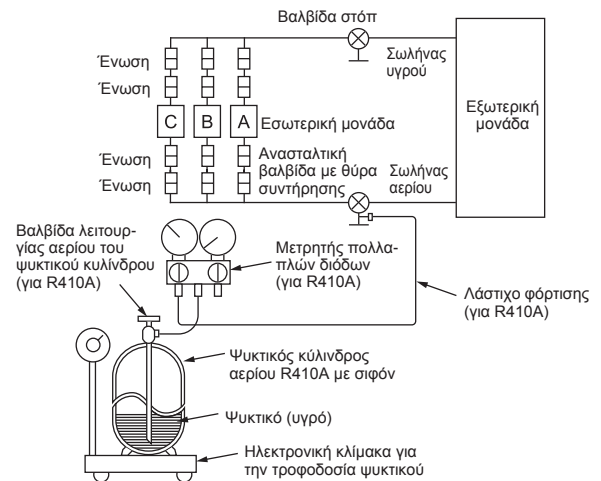 Βαλβίδα στόπ
Ένωση
Σωλήνας
υγρού
Ένωση
Εξωτερική
μονάδα
C
B
A
Εσωτερική μονάδα
Ένωση
Ανασταλτική
βαλβίδα με θύρα
συντήρησης
Σωλήνας
αερίου
Ένωση
Βαλβίδα λειτουρ-
γίας αερίου του
ψυκτικού κυλίνδρου
(για R410A)
Μετρητής πολλα-
πλών διόδων
(για R410A)
Λάστιχο φόρτισης
(για R410A)
Ψυκτικός κύλινδρος
αερίου R410A με σιφόν
Ψυκτικό (υγρό)
Ηλεκτρονική κλίμακα για
την τροφοδοσία ψυκτικού